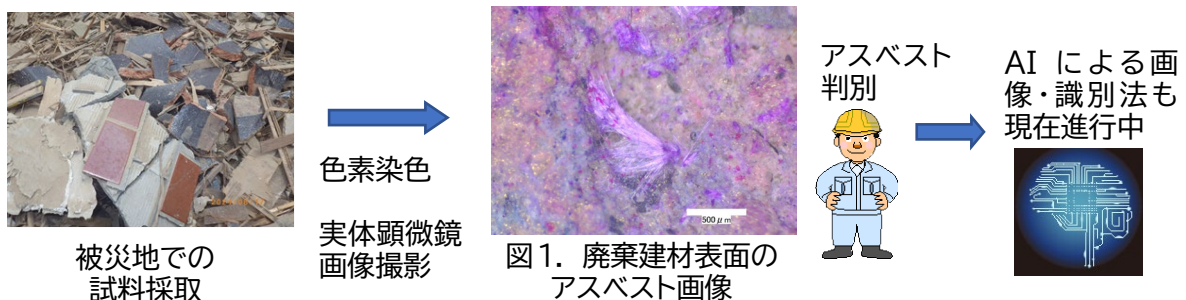 被災地での
試料採取
色素染色
実体顕微鏡
画像撮影
500μm
図1. 廃棄建材表面の
アスベスト画像
アスベスト
判別
AI による画
像・識別法も
現在進行中